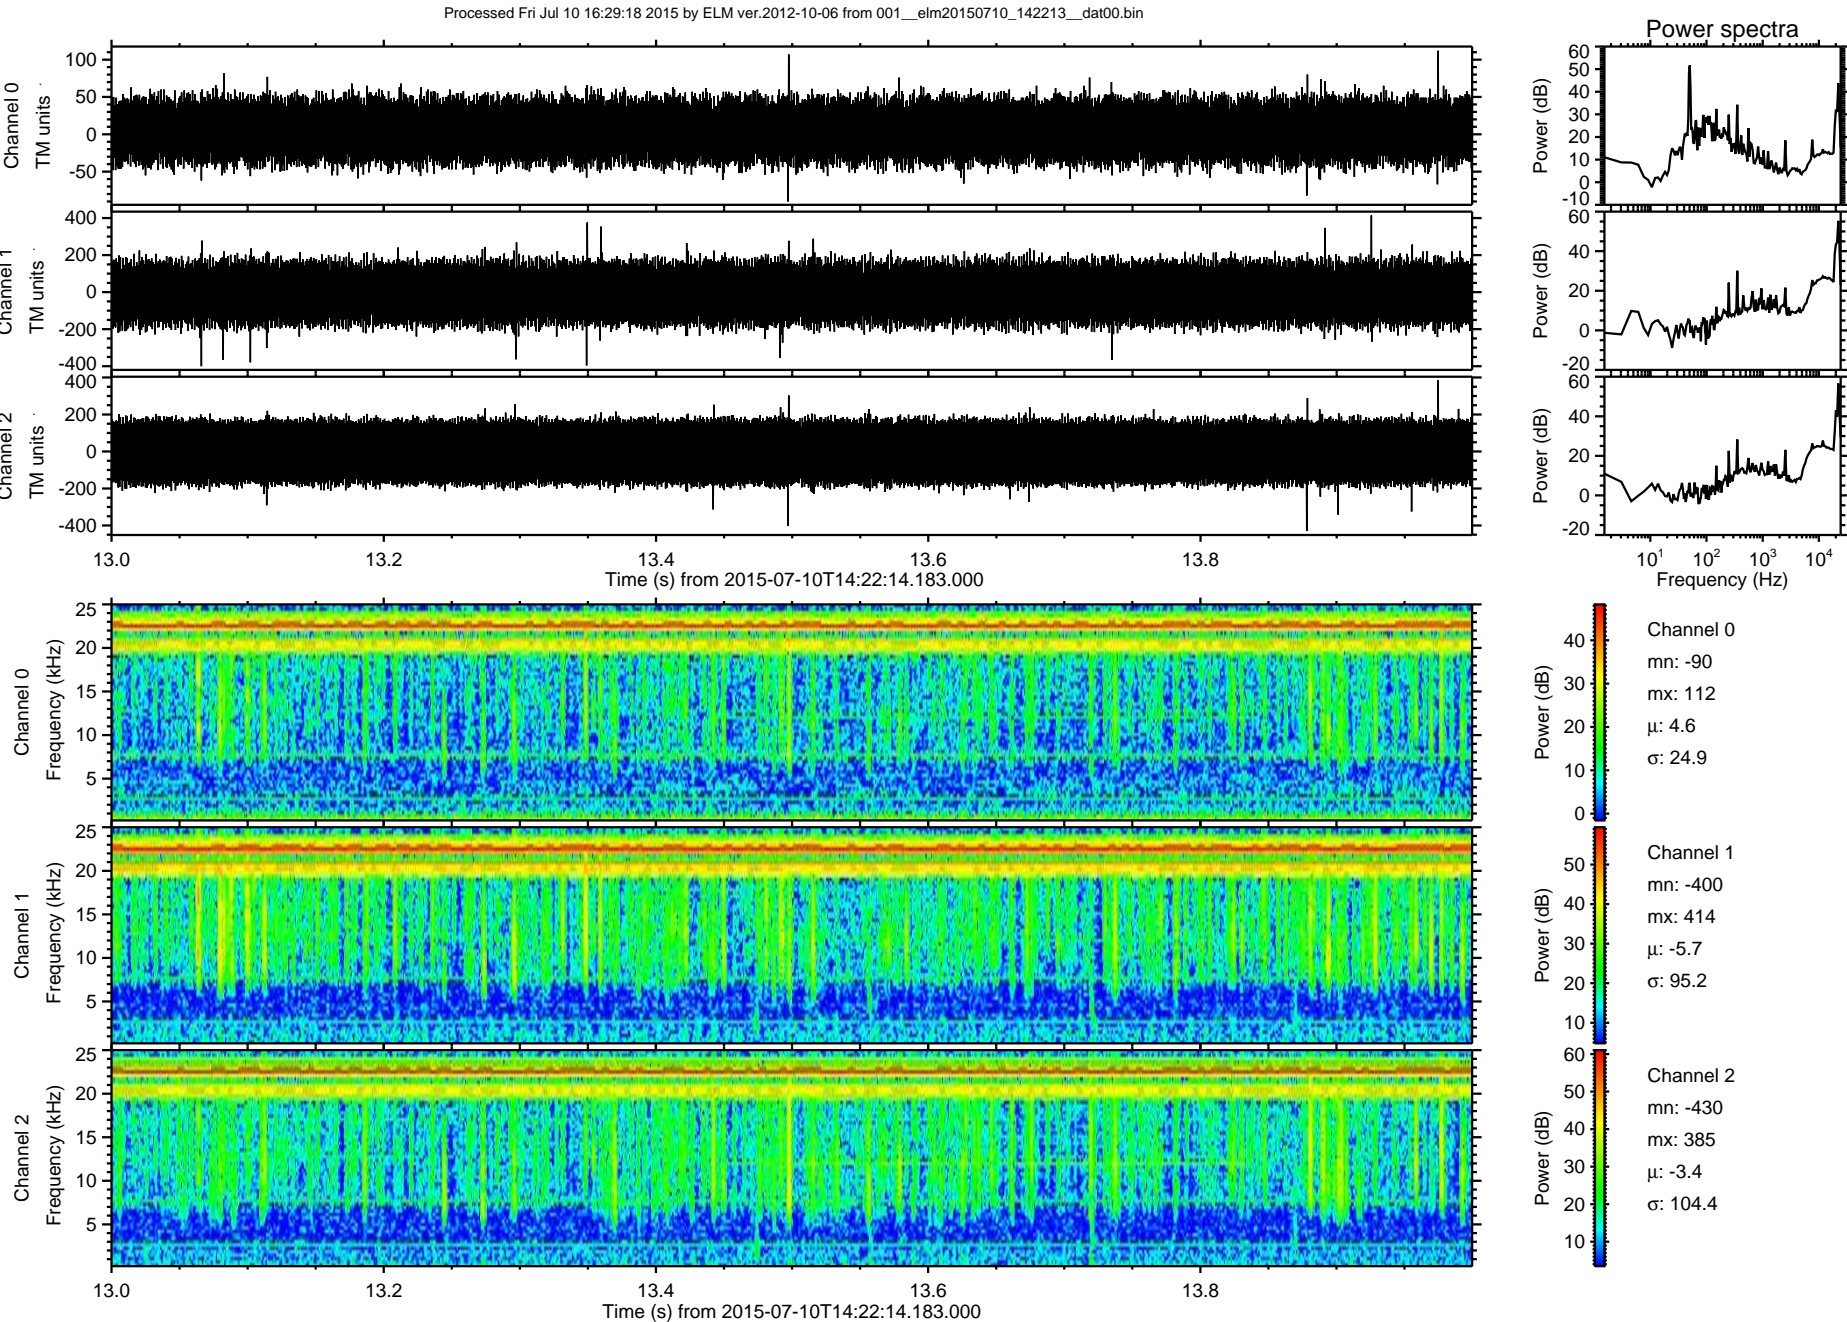 Processed Fri Jul 10 16:29:18 2015 by ELM ver.2012-10-06 from 001__elm20150710_142213__dat00.bin
Power spectra
Channel 0
TM units
100
50
0
-50
Power (dB)
60
50
40
30
20
10
0
-10
Channel 1
TM units
400
200
0
-200
-400
Power (dB)
60
40
20
0
-20
Channel 2
TM units
400
200
0
-200
-400
Power (dB)
60
40
20
0
-20
13.0 13.2 13.4 13.6 13.8
Time (s) from 2015-07-10T14:22:14.183.000
10^1 10^2 10^3 10^4
Frequency (Hz)
Channel 0
Frequency (kHz)
25
20
15
10
5
Power (dB)
40
30
20
10
0
Channel 0
mn: -90
mx: 112
μ: 4.6
σ: 24.9
Channel 1
Frequency (kHz)
25
20
15
10
5
Power (dB)
50
40
30
20
10
Channel 1
mn: -400
mx: 414
μ: -5.7
σ: 95.2
Channel 2
Frequency (kHz)
25
20
15
10
5
Power (dB)
60
50
40
30
20
10
Channel 2
mn: -430
mx: 385
μ: -3.4
σ: 104.4
13.0 13.2 13.4 13.6 13.8
Time (s) from 2015-07-10T14:22:14.183.000